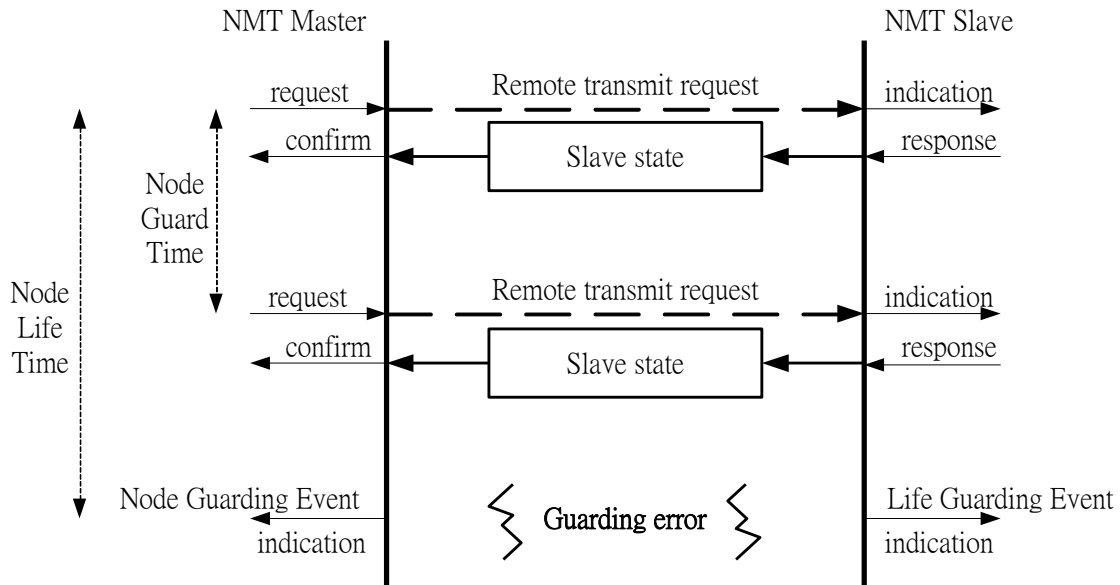 NMT Master
NMT Slave
request
Remote transmit request
indication
confirm
Slave state
response
Node
Guard
Time
Node
Life
Time
request
Remote transmit request
indication
confirm
Slave state
response
Node Guarding Event
Guarding error
Life Guarding Event
indication
indication